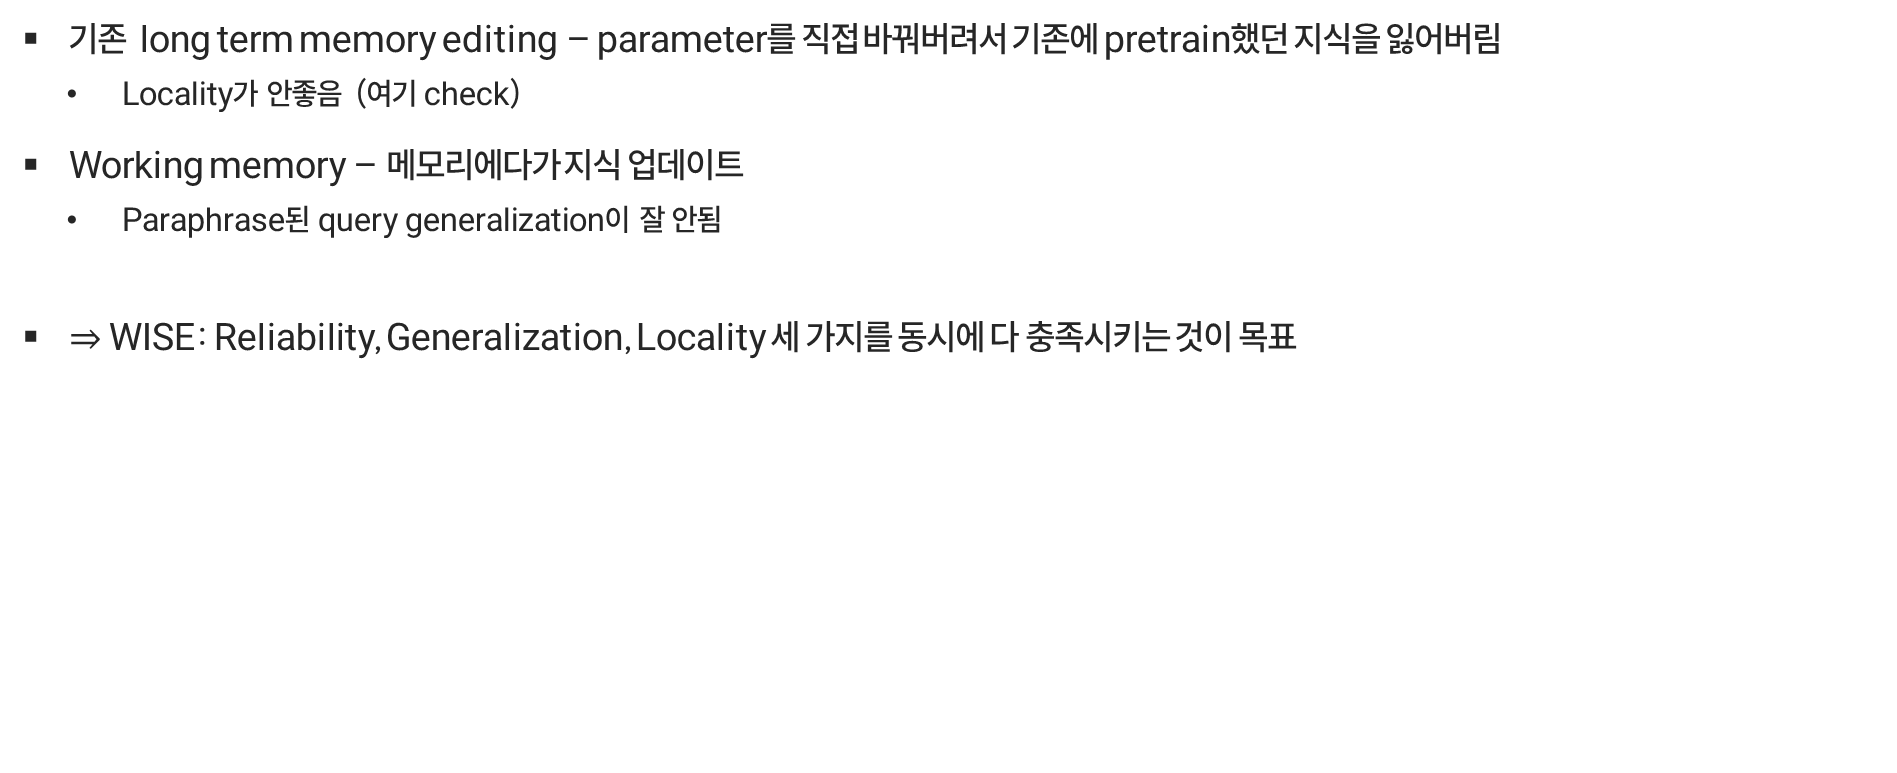 ▪ 기존 long term memory editing – parameter를 직접 바꿔버려서 기존에 pretrain했던 지식을 잃어버림
• Locality가 안좋음 (여기 check)
▪ Working memory – 메모리에다가 지식 업데이트
• Paraphrase된 query generalization이 잘 안됨
▪ ⇒ WISE: Reliability, Generalization, Locality 세 가지를 동시에 다 충족시키는 것이 목표